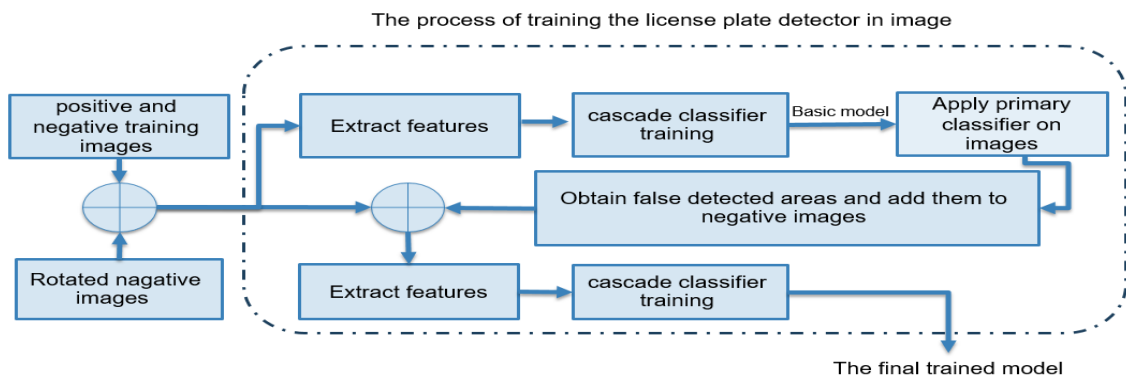 The process of training the license plate detector in image
positive and
negative training
images
Extract features
cascade classifier
training
Basic model
Apply primary
classifier on
images
Obtain false detected areas and add them to
negative images
Rotated nagative
images
Extract features
cascade classifier
training
The final trained model